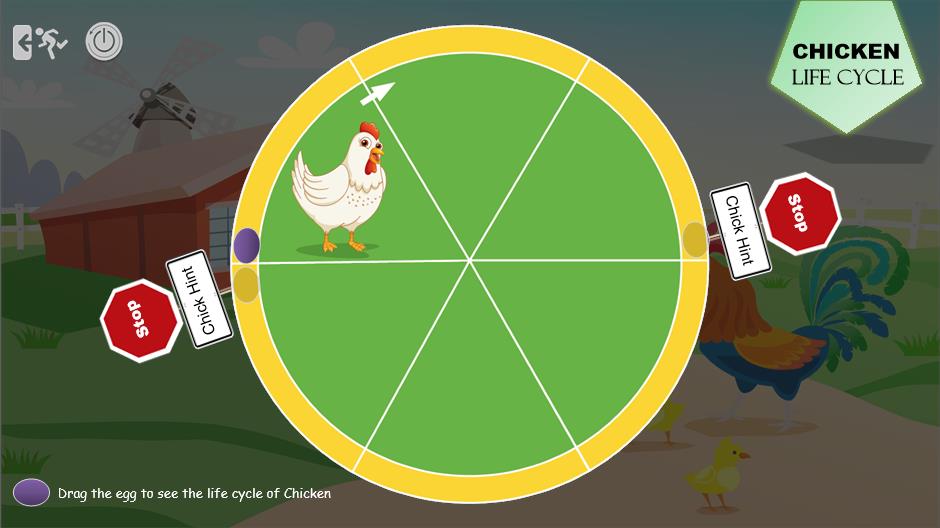 CHICKEN
LIFE CYCLE
Stop
Chick Hint
Chick Hint
Stop
Drag the egg to see the life cycle of Chicken